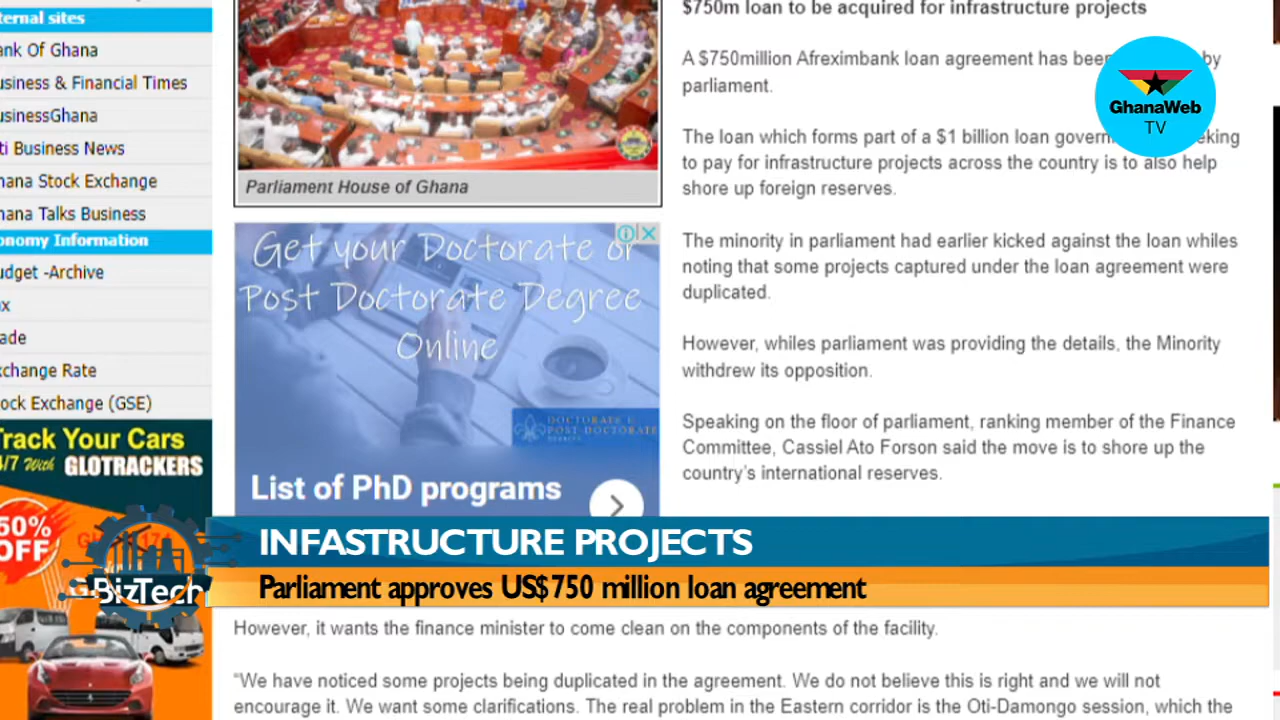 ternal sites
ank Of Ghana
usiness & Financial Times
usinessGhana
ti Business News
hana Stock Exchange
hana Talks Business
onomy Information
udget -Archive
x
ade
xchange Rate
ock Exchange (GSE)
Track Your Cars
4/7 With GLOTRACKERS
50%
OFF
BizTech
Parliament House of Ghana
Get your Doctorate or
Post Doctorate Degree
Online
DOCTORATE E
POST-DOCTORATE
List of PhD programs
$750m loan to be acquired for infrastructure projects
A $750million Afreximbank loan agreement has been by
parliament.
The loan which forms part of a $1 billion loan govern eking
to pay for infrastructure projects across the country is to also help
shore up foreign reserves.
The minority in parliament had earlier kicked against the loan whiles
noting that some projects captured under the loan agreement were
duplicated.
However, whiles parliament was providing the details, the Minority
withdrew its opposition.
Speaking on the floor of parliament, ranking member of the Finance
Committee, Cassiel Ato Forson said the move is to shore up the
country's international reserves.
GhanaWeb
TV
INFASTRUCTURE PROJECTS
Parliament approves US$750 million loan agreement
However, it wants the finance minister to come clean on the components of the facility.
“We have noticed some projects being duplicated in the agreement. We do not believe this is right and we will not
encourage it. We want some clarifications. The real problem in the Eastern corridor is the Oti-Damongo session, which the